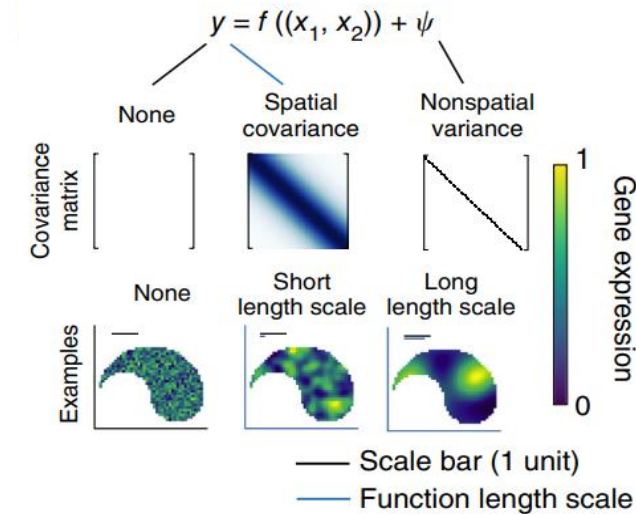 y = f ((x₁, x₂)) + ψ
None
Spatial
covariance
Nonspatial
variance
Covariance
matrix
1
Gene expression
0
None
Short
length scale
Long
length scale
Examples
Scale bar (1 unit)
Function length scale